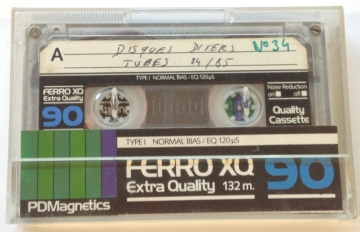 A
DISQUES DIVERS
N° 34
TUBES 84/85
TYPE I NORMAL BIAS/EQ 120µS
FERRO XQ
Extra Quality
90
Noise Reduction
on off
Quality
Cassette
TYPE I NORMAL BIAS/EQ 120µS
FERRO XQ
Extra Quality 132 m.
90
PDMagnetics